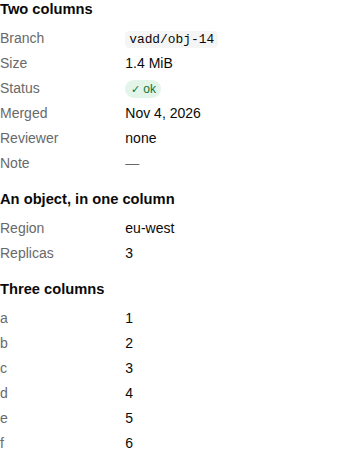 Two columns
Branch vadd/obj-14
Size 1.4 MiB
Status ✓ ok
Merged Nov 4, 2026
Reviewer none
Note —
An object, in one column
Region eu-west
Replicas 3
Three columns
a 1
b 2
c 3
d 4
e 5
f 6